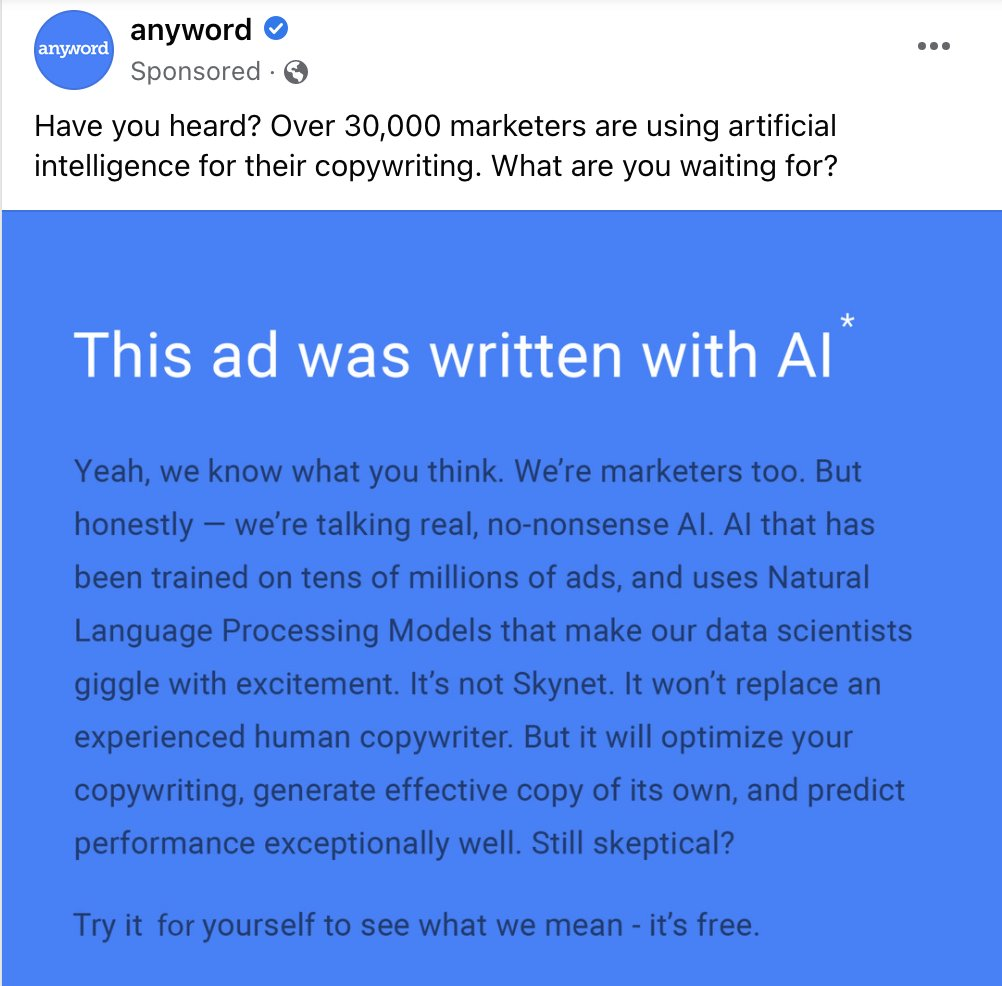 anyword
anyword
Sponsored ·
Have you heard? Over 30,000 marketers are using artificial
intelligence for their copywriting. What are you waiting for?
This ad was written with AI*
Yeah, we know what you think. We’re marketers too. But
honestly — we’re talking real, no-nonsense AI. AI that has
been trained on tens of millions of ads, and uses Natural
Language Processing Models that make our data scientists
giggle with excitement. It’s not Skynet. It won’t replace an
experienced human copywriter. But it will optimize your
copywriting, generate effective copy of its own, and predict
performance exceptionally well. Still skeptical?
Try it for yourself to see what we mean - it’s free.